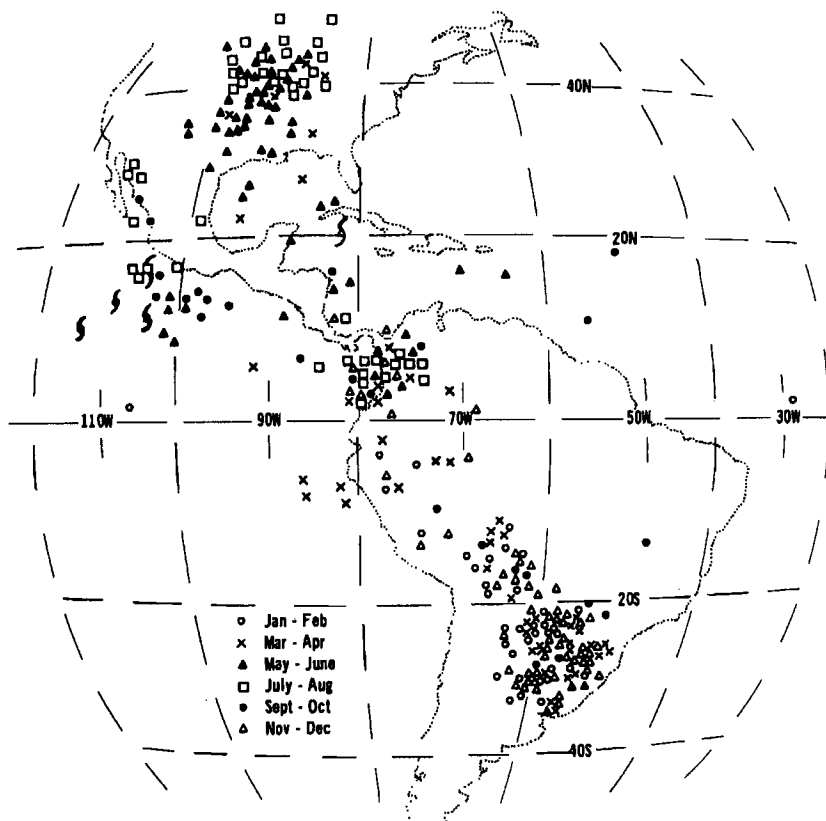 40N
20N
110W 90W 70W 50W 30W
20S
Jan - Feb
Mar - Apr
May - June
July - Aug
Sept - Oct
Nov - Dec
40S